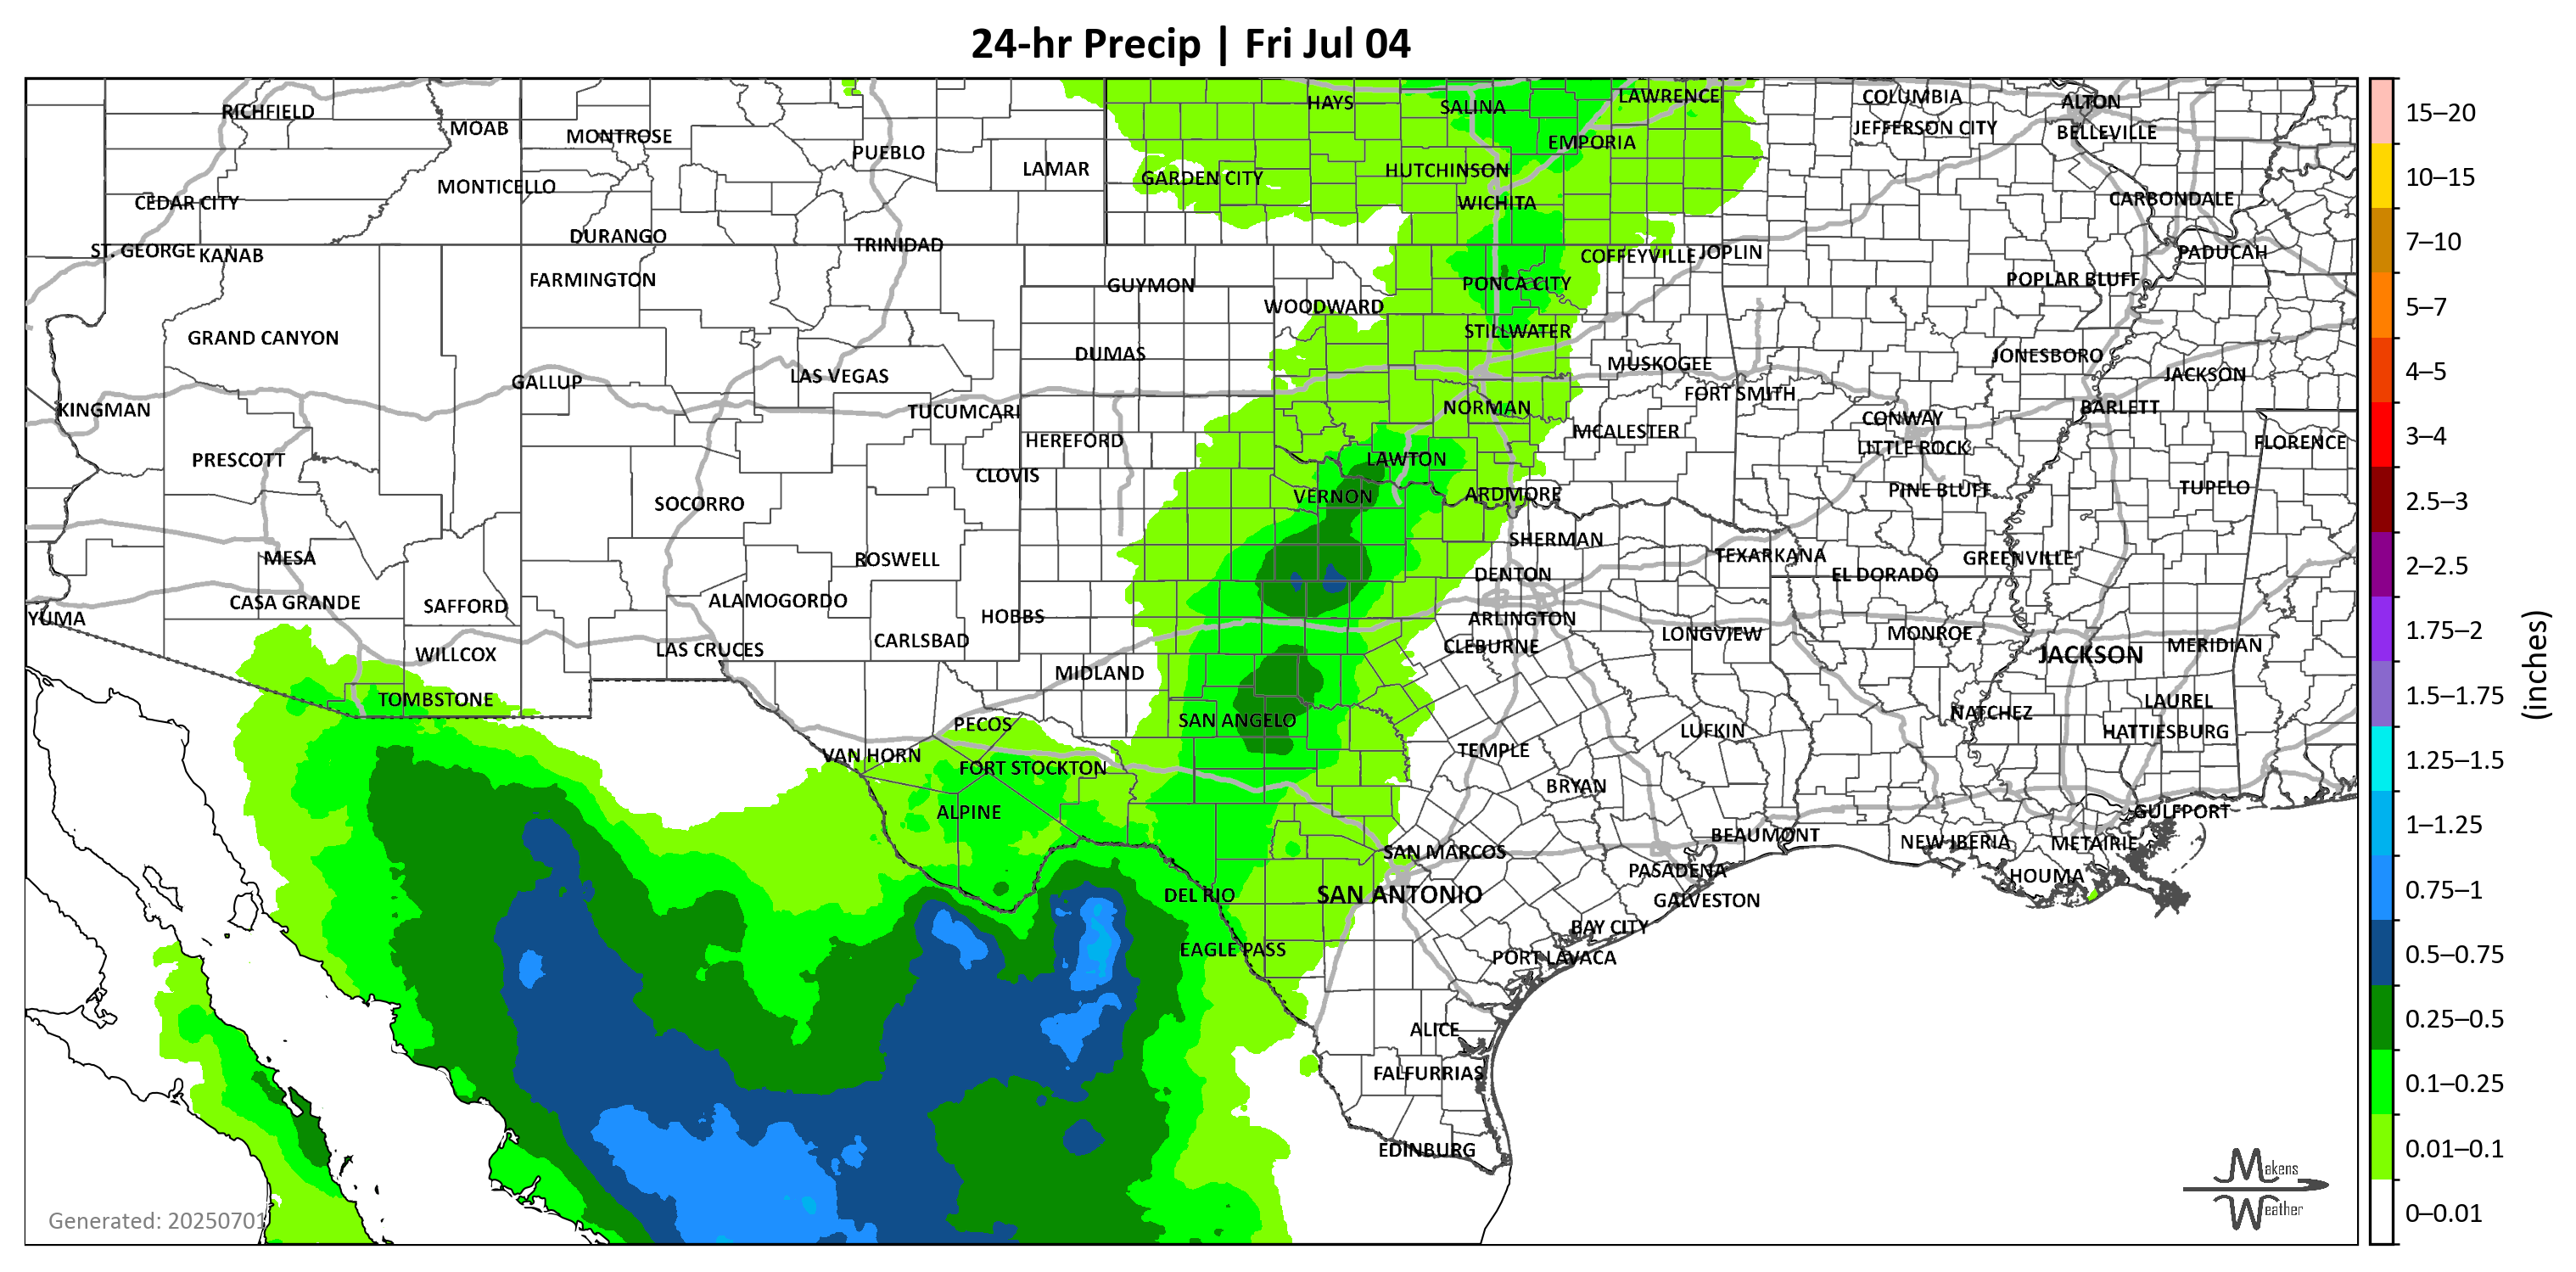 24-hr Precip | Fri Jul 04
HAYS
SALINA
LAWRENCE
COLUMBIA
ALTON
RICHFIELD
MOAB
MONTROSE
PUEBLO
EMPORIA
JEFFERSON CITY
BELLEVILLE
LAMAR
GARDEN CITY
HUTCHINSON
MONTICELLO
CEDAR CITY
WICHITA
CARBONDALE
DURANGO
TRINIDAD
ST. GEORGE
KANAB
COFFEYVILLE
JOPLIN
PADUCAH
FARMINGTON
GUYMON
PONCA CITY
POPLAR BLUFF
WOODWARD
GRAND CANYON
STILLWATER
DUMAS
MUSKOGEE
JONESBORO
GALLUP
LAS VEGAS
FORT SMITH
JACKSON
KINGMAN
TUCUMCARI
NORMAN
CONWAY
BARLETT
HEREFORD
MCALESTER
LITTLE ROCK
FLORENCE
PRESCOTT
CLOVIS
LAWTON
SOCORRO
VERNON
ARDMORE
PINE BLUFF
TUPELO
MESA
ROSWELL
SHERMAN
TEXARKANA
GREENVILLE
DENTON
EL DORADO
CASA GRANDE
SAFFORD
ALAMOGORDO
YUMA
HOBBS
ARLINGTON
WILLCOX
LAS CRUCES
CARLSBAD
CLEBURNE
LONGVIEW
MONROE
JACKSON
MERIDIAN
MIDLAND
TOMBSTONE
PECOS
SAN ANGELO
NATCHEZ
LAUREL
VAN HORN
FORT STOCKTON
TEMPLE
LUFKIN
HATTIESBURG
ALPINE
BRYAN
GULFPORT
SAN MARCOS
BEAUMONT
NEW IBERIA
METAIRIE
DEL RIO
SAN ANTONIO
PASADENA
HOUMA
GALVESTON
EAGLE PASS
BAY CITY
PORT LAVACA
ALICE
FALFURRIAS
EDINBURG
Generated: 20250701
Makens
Weather
15–20
10–15
7–10
5–7
4–5
3–4
2.5–3
2–2.5
1.75–2
1.5–1.75
1.25–1.5
1–1.25
0.75–1
0.5–0.75
0.25–0.5
0.1–0.25
0.01–0.1
0–0.01
(inches)